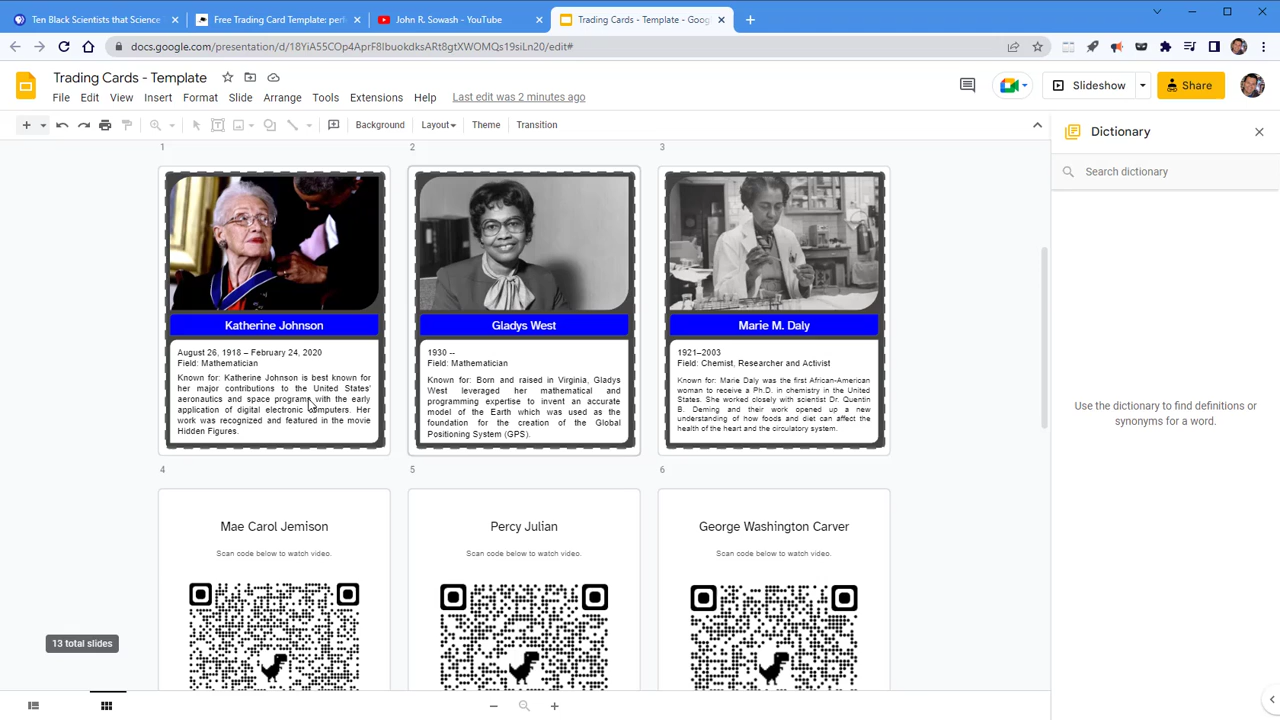 Ten Black Scientists that Science
Free Trading Card Template: perf
John R. Sowash - YouTube
Trading Cards - Template - Goog
docs.google.com/presentation/d/18YiA55COp4AprF8IbuokdksARt8gtXWOMQs19siLn20/edit#
Trading Cards - Template
File Edit View Insert Format Slide Arrange Tools Extensions Help Last edit was 2 minutes ago
Slideshow
Share
Background Layout Theme Transition
Dictionary
Search dictionary
Use the dictionary to find definitions or
synonyms for a word.
1
Katherine Johnson
August 26, 1918 – February 24, 2020
Field: Mathematician
Known for: Katherine Johnson is best known for
her major contributions to the United States'
aeronautics and space programs with the early
application of digital electronic computers. Her
work was recognized and featured in the movie
Hidden Figures.
2
Gladys West
1930 --
Field: Mathematician
Known for: Born and raised in Virginia, Gladys
West leveraged her mathematical and
programming expertise to invent an accurate
model of the Earth which was used as the
foundation for the creation of the Global
Positioning System (GPS).
3
Marie M. Daly
1921–2003
Field: Chemist, Researcher and Activist
Known for: Marie Daly was the first African-American
woman to receive a Ph.D. in chemistry in the United
States. She worked closely with scientist Dr. Quentin
B. Deming and their work opened up a new
understanding of how foods and diet can affect the
health of the heart and the circulatory system.
4
Mae Carol Jemison
Scan code below to watch video.
5
Percy Julian
Scan code below to watch video.
6
George Washington Carver
Scan code below to watch video.
13 total slides